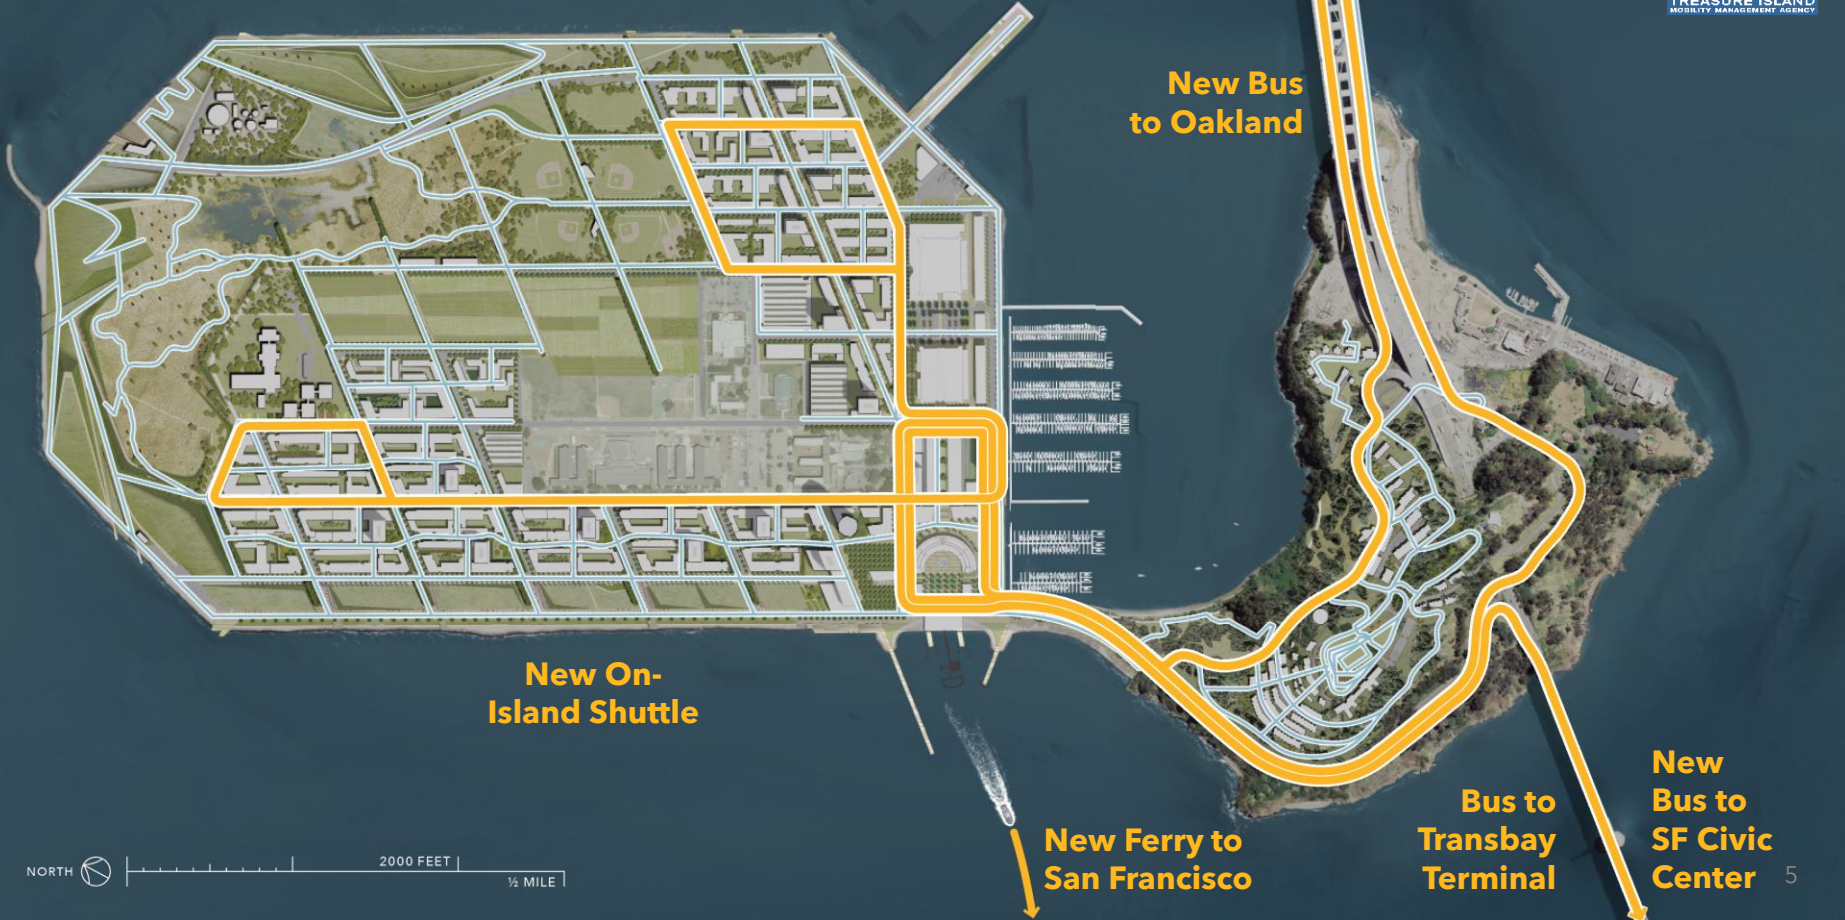 TREASURE ISLAND
MOBILITY MANAGEMENT AGENCY
New Bus
to Oakland
New On-
Island Shuttle
New Ferry to
San Francisco
Bus to
Transbay
Terminal
New
Bus to
SF Civic
Center
NORTH
2000 FEET
½ MILE
5